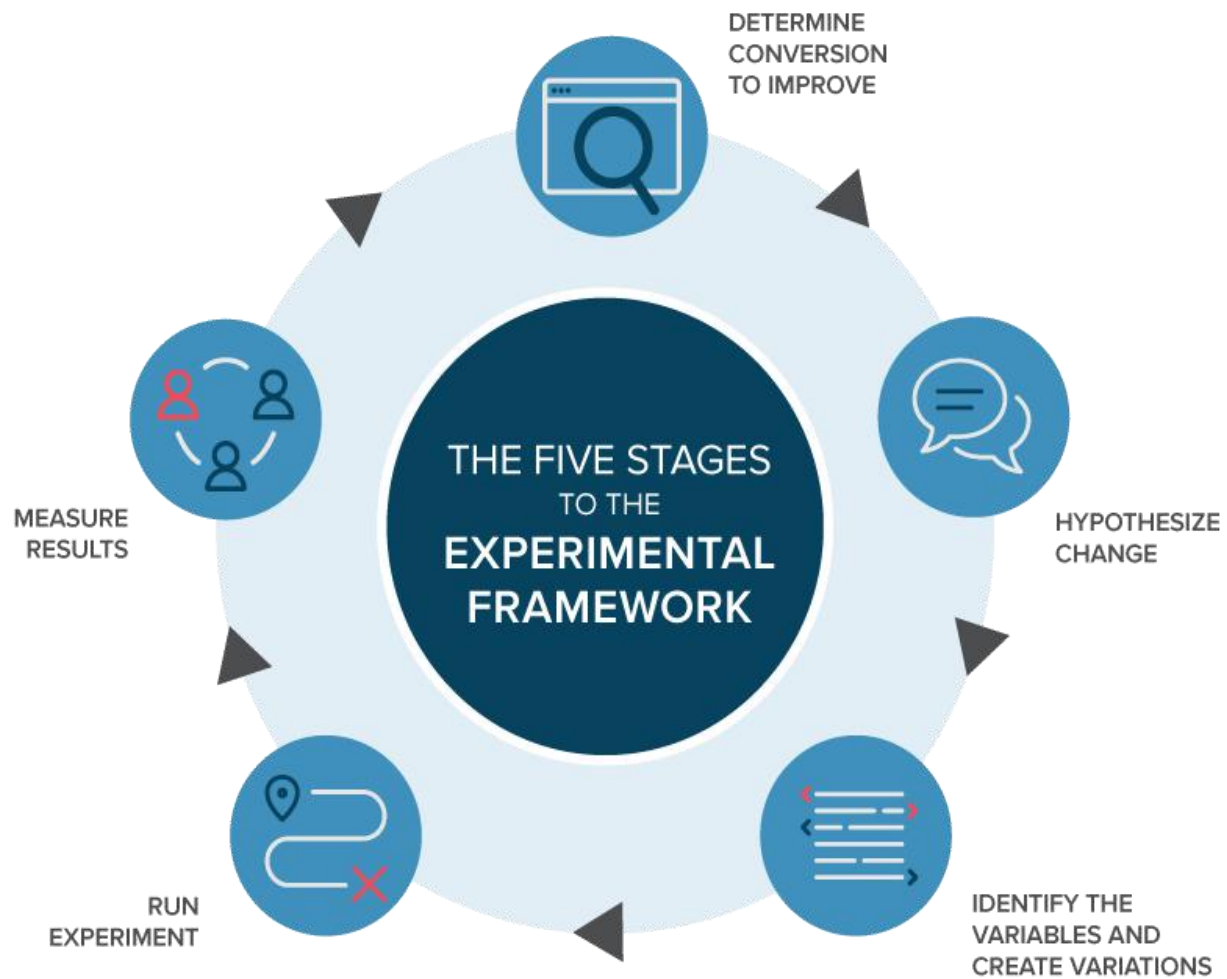 DETERMINE
CONVERSION
TO IMPROVE
HYPOTHESIZE
CHANGE
IDENTIFY THE
VARIABLES AND
CREATE VARIATIONS
RUN
EXPERIMENT
MEASURE
RESULTS
THE FIVE STAGES
TO THE
EXPERIMENTAL
FRAMEWORK